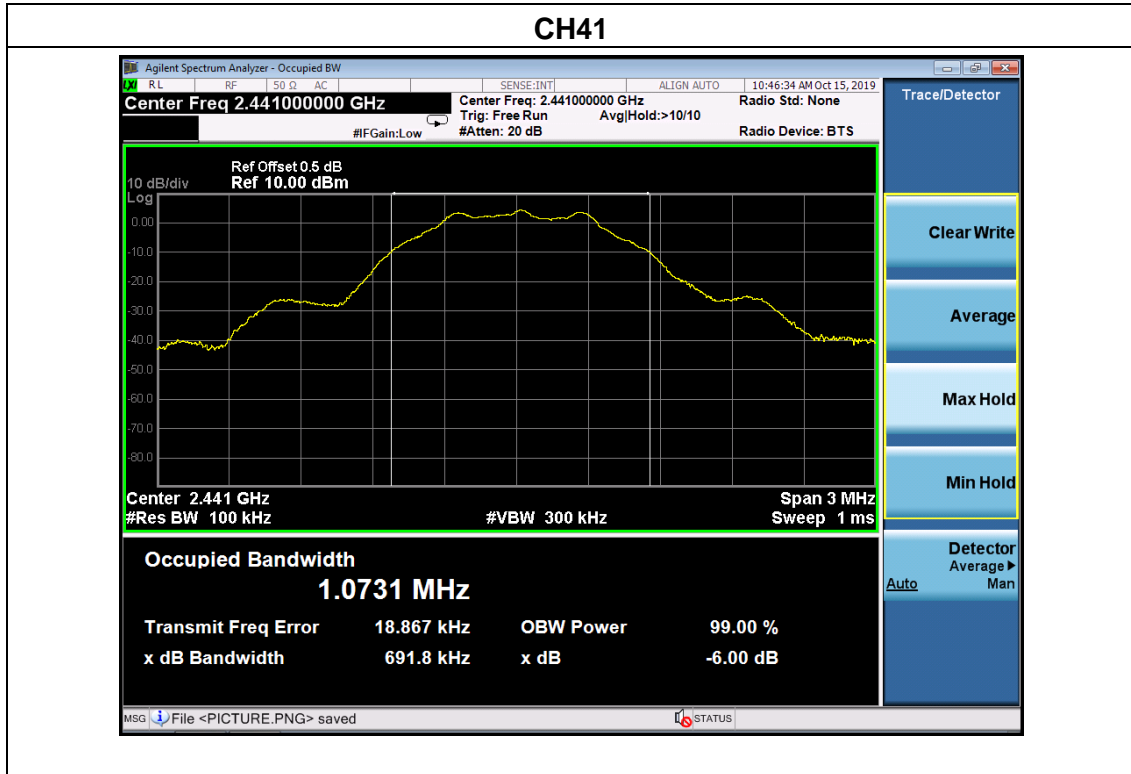 CH41
Agilent Spectrum Analyzer - Occupied BW
LXI RL RF 50 Ω AC SENSE:INT ALIGN AUTO 10:46:34 AM Oct 15, 2019
Center Freq 2.441000000 GHz
Center Freq: 2.441000000 GHz Radio Std: None
Trig: Free Run Avg|Hold:>10/10
#IFGain:Low #Atten: 20 dB Radio Device: BTS
Trace/Detector
Ref Offset 0.5 dB
10 dB/div Ref 10.00 dBm
Log
0.00
-10.0
-20.0
-30.0
-40.0
-50.0
-60.0
-70.0
-80.0
Center 2.441 GHz Span 3 MHz
#Res BW 100 kHz #VBW 300 kHz Sweep 1 ms
Clear Write
Average
Max Hold
Min Hold
Detector
Average▶
Auto Man
Occupied Bandwidth
1.0731 MHz
Transmit Freq Error 18.867 kHz OBW Power 99.00 %
x dB Bandwidth 691.8 kHz x dB -6.00 dB
MSG File <PICTURE.PNG> saved STATUS